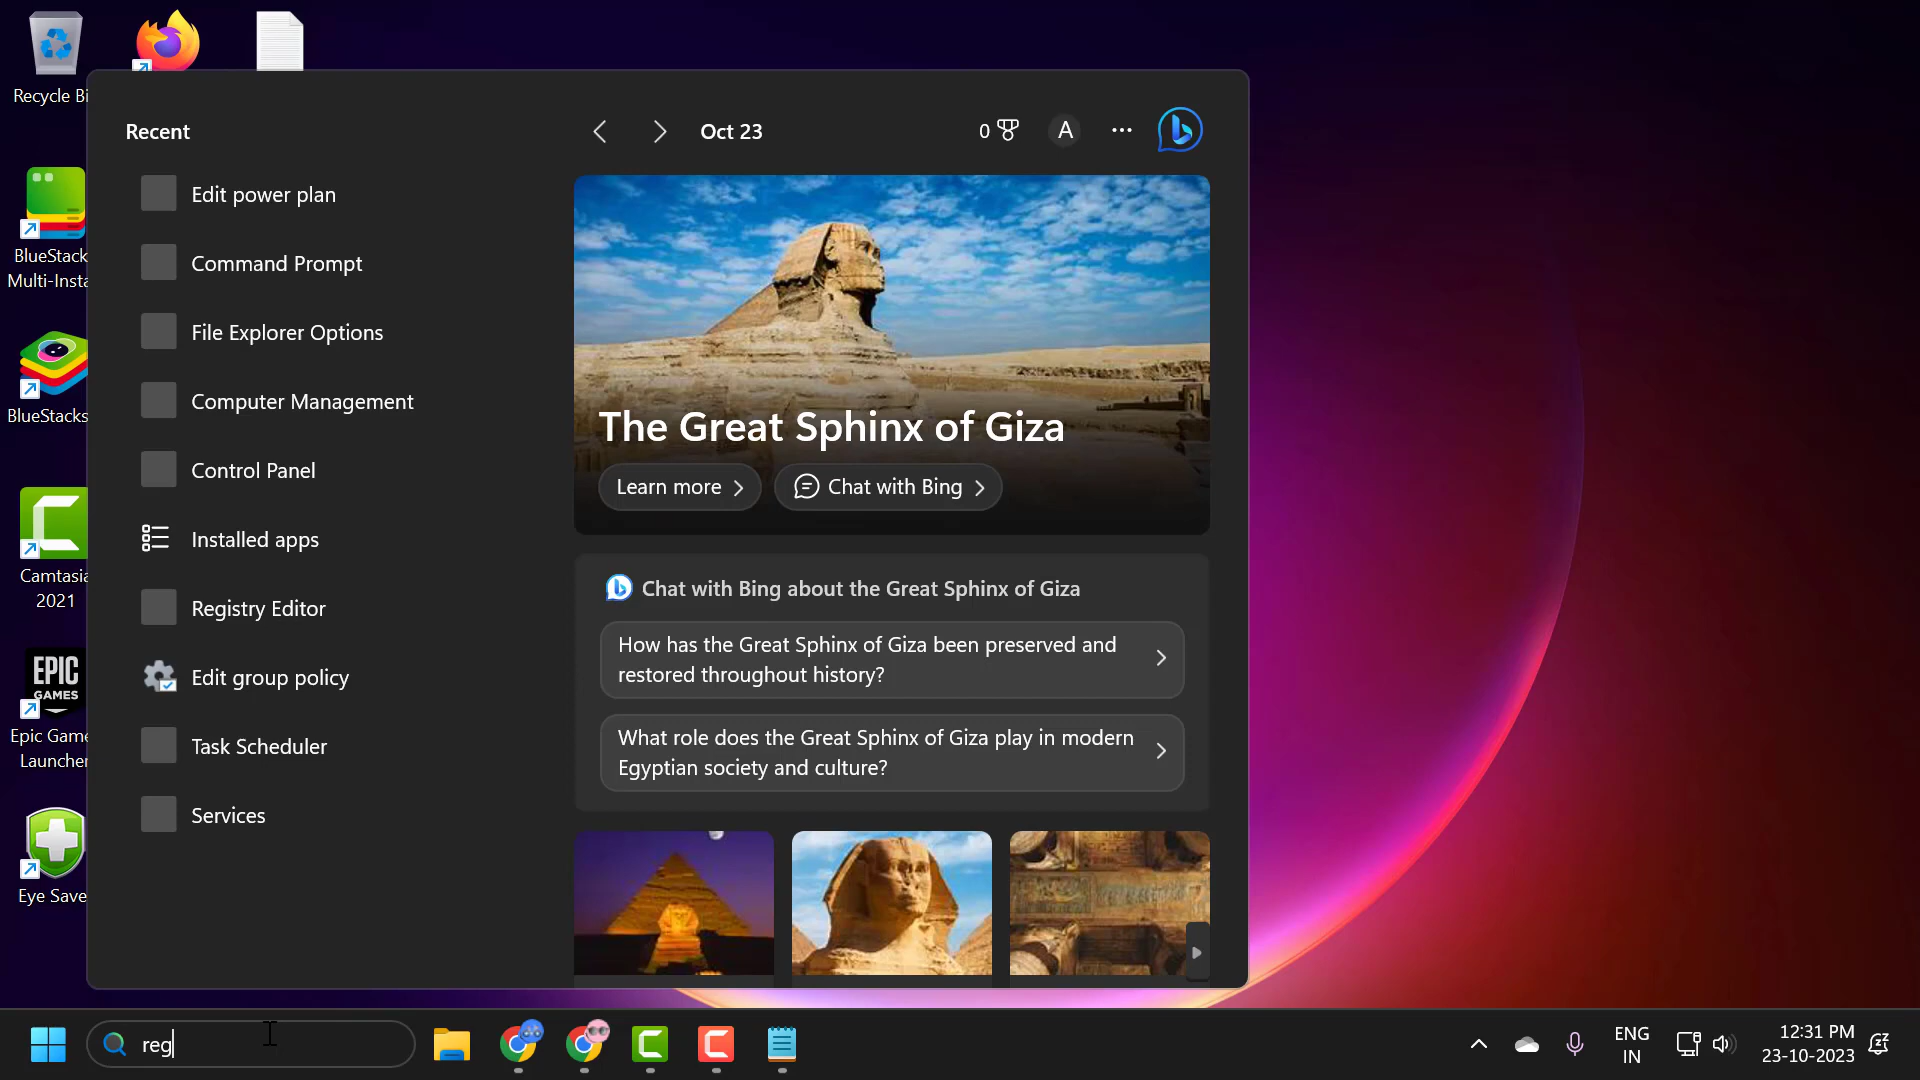 Recycle Bi
BlueStack
Multi-Insta
BlueStacks
Camtasia
2021
EPIC
GAMES
Epic Game
Launcher
Eye Save
Recent
Edit power plan
Command Prompt
File Explorer Options
Computer Management
Control Panel
Installed apps
Registry Editor
Edit group policy
Task Scheduler
Services
Oct 23
0
A
The Great Sphinx of Giza
Learn more
Chat with Bing
Chat with Bing about the Great Sphinx of Giza
How has the Great Sphinx of Giza been preserved and
restored throughout history?
What role does the Great Sphinx of Giza play in modern
Egyptian society and culture?
reg
ENG
IN
12:31 PM
23-10-2023